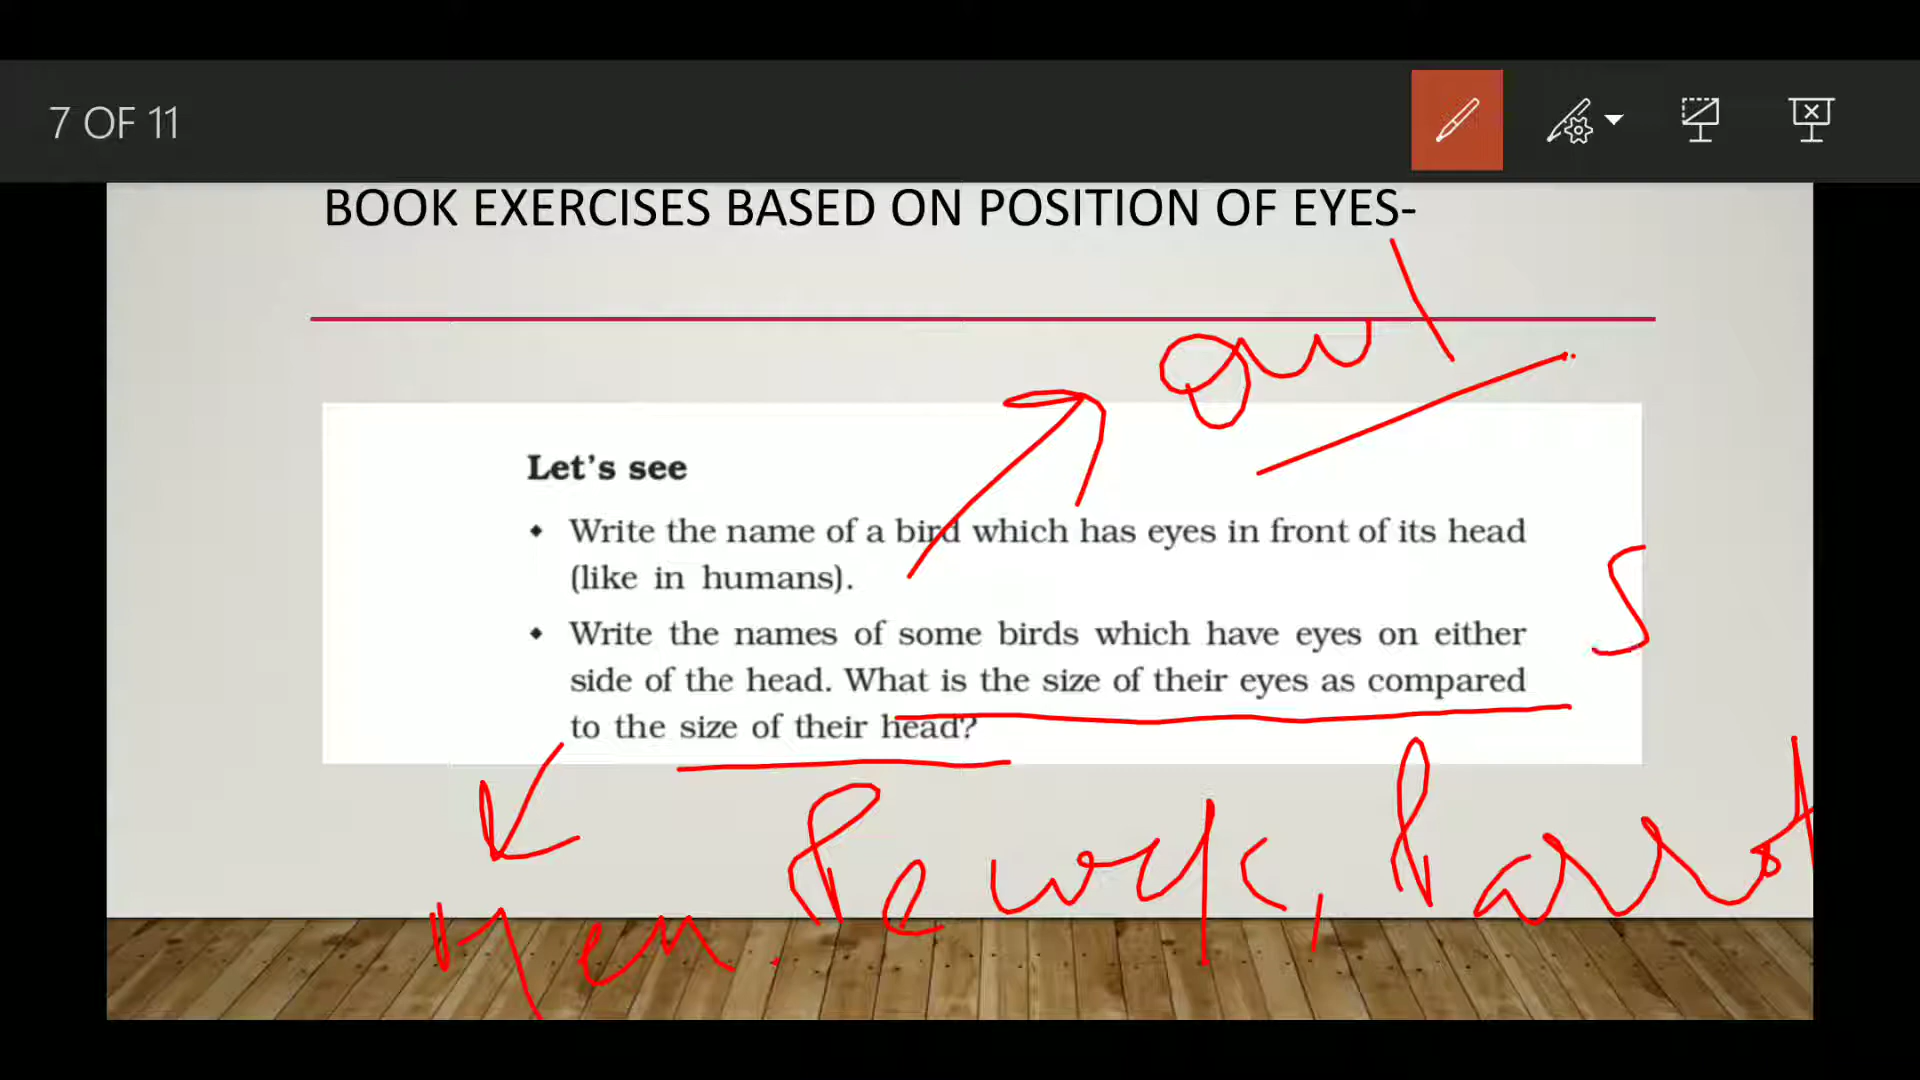 7 OF 11
BOOK EXERCISES BASED ON POSITION OF EYES-
owl
Let's see
• Write the name of a bird which has eyes in front of its head
(like in humans).
• Write the names of some birds which have eyes on either
S
side of the head. What is the size of their eyes as compared
to the size of their head?
Hen. Parrot